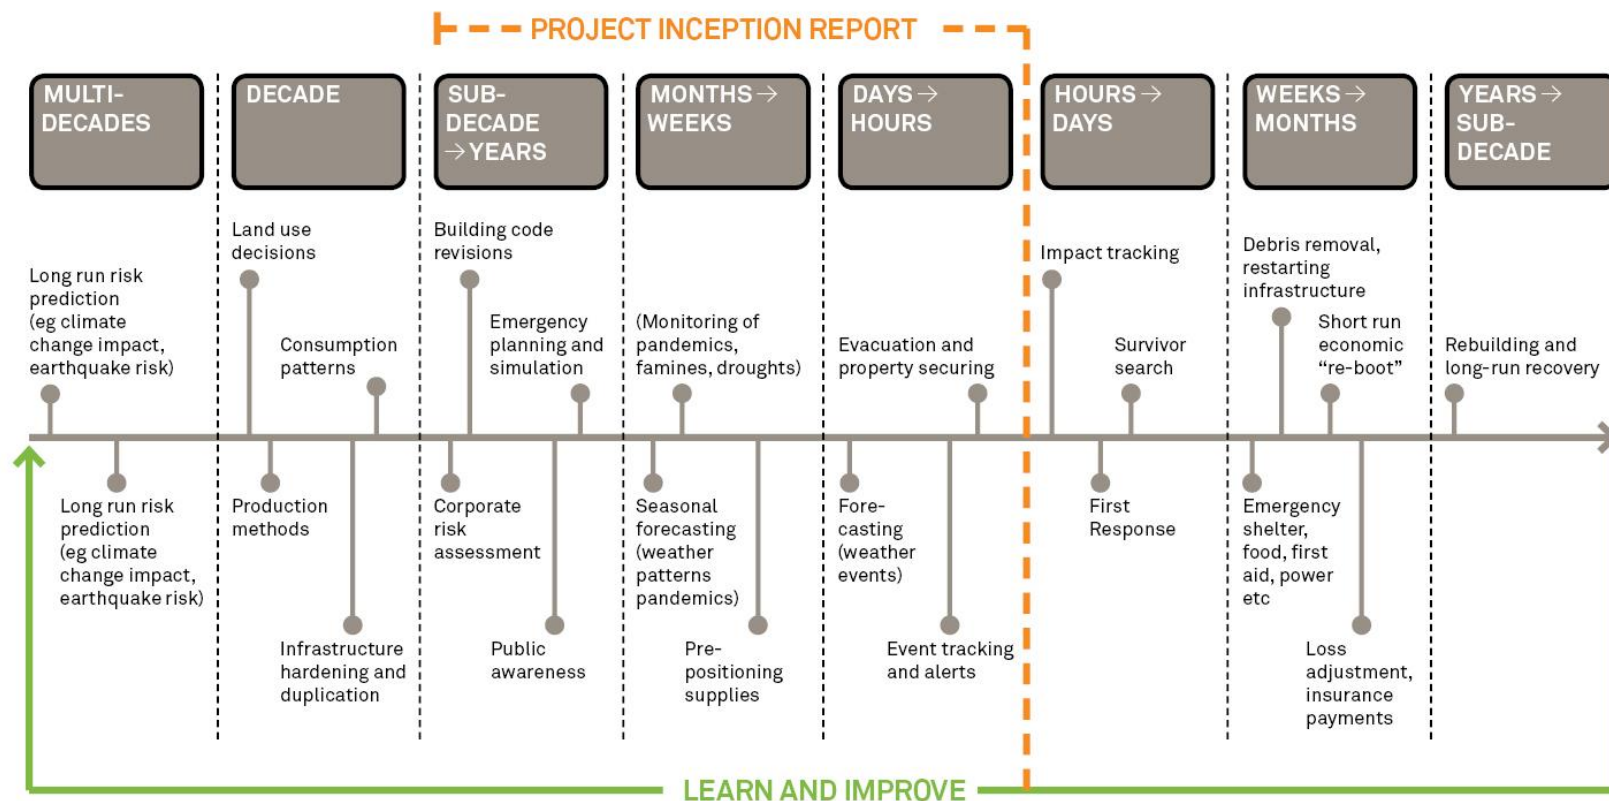 PROJECT INCEPTION REPORT
MULTI-
DECADES
DECADE
SUB-
DECADE
→ YEARS
MONTHS →
WEEKS
DAYS →
HOURS
HOURS →
DAYS
WEEKS →
MONTHS
YEARS →
SUB-
DECADE
Long run risk
prediction
(eg climate
change impact,
earthquake risk)
Land use
decisions
Consumption
patterns
Building code
revisions
Emergency
planning and
simulation
(Monitoring of
pandemics,
famines, droughts)
Evacuation and
property securing
Impact tracking
Survivor
search
Debris removal,
restarting
infrastructure
Short run
economic
“re-boot”
Rebuilding and
long-run recovery
Long run risk
prediction
(eg climate
change impact,
earthquake risk)
Production
methods
Infrastructure
hardening and
duplication
Corporate
risk
assessment
Public
awareness
Seasonal
forecasting
(weather
patterns
pandemics)
Pre-
positioning
supplies
Fore-
casting
(weather
events)
Event tracking
and alerts
First
Response
Emergency
shelter,
food, first
aid, power
etc
Loss
adjustment,
insurance
payments
LEARN AND IMPROVE